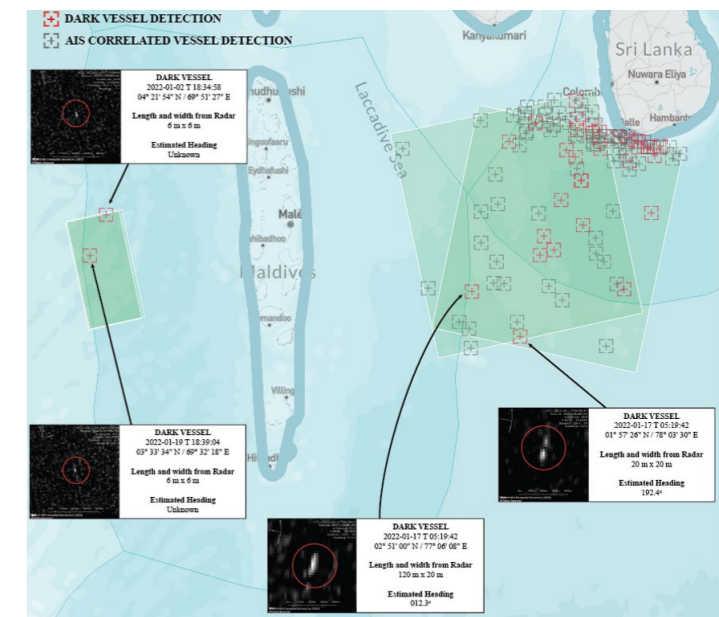 DARK VESSEL DETECTION
AIS CORRELATED VESSEL DETECTION
Kanyakumari
Sri Lanka
Nuwara Eliya
Colomb
Galle
Hambant
Laccadive Sea
DARK VESSEL
2022-01-02 T 18:34:58
04° 21' 54" N / 69° 51' 27" E
Length and width from Radar
6 m x 6 m
Estimated Heading
Unknown
Ungoofaaru
Eydhafushi
Malé
Maldives
Villing
DARK VESSEL
2022-01-19 T 18:39:04
03° 33' 34" N / 69° 32' 18" E
Length and width from Radar
6 m x 6 m
Estimated Heading
Unknown
DARK VESSEL
2022-01-17 T 05:19:42
01° 57' 26" N / 78° 03' 30" E
Length and width from Radar
20 m x 20 m
Estimated Heading
192.4°
DARK VESSEL
2022-01-17 T 05:19:42
02° 51' 00" N / 77° 06' 08" E
Length and width from Radar
120 m x 20 m
Estimated Heading
012.3°